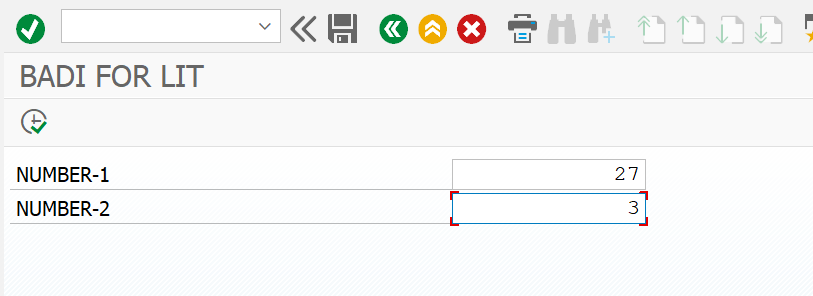 BADI FOR LIT
NUMBER-1 27
NUMBER-2 3